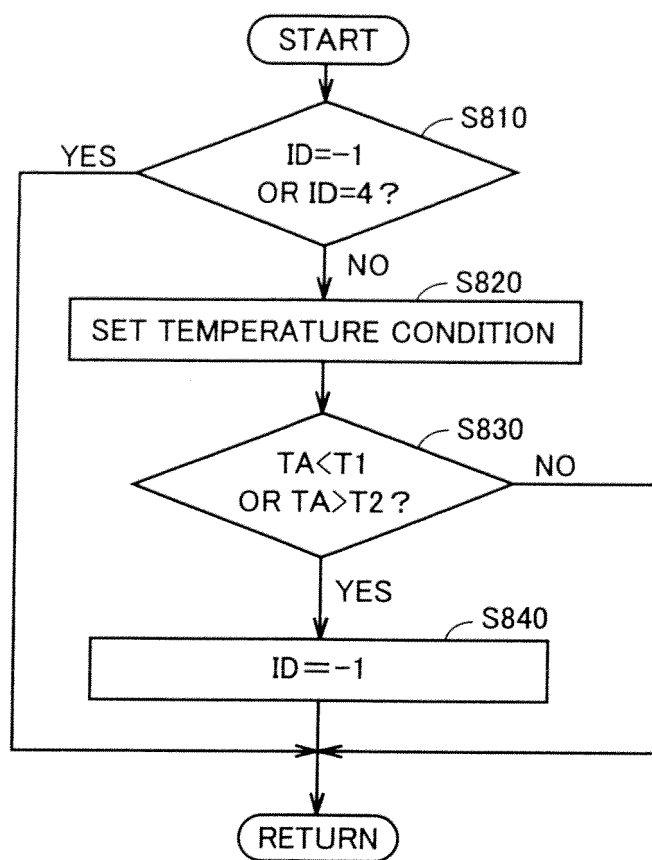 START
S810
YES
ID=-1
OR ID=4?
NO
S820
SET TEMPERATURE CONDITION
S830
TA<T1
OR TA>T2?
NO
YES
S840
ID=-1
RETURN